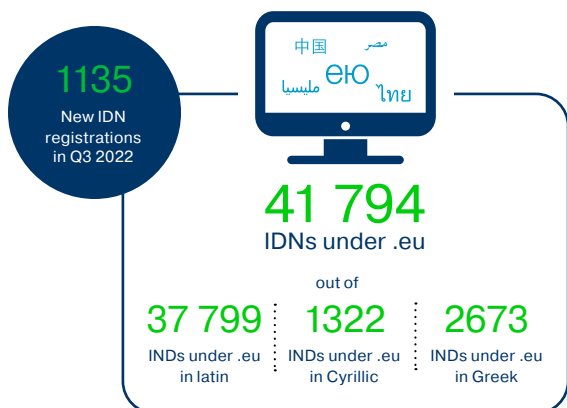 1135
New IDN
registrations
in Q3 2022
中国
مصر
ею
مليسيا
ไทย
41 794
IDNs under .eu
out of
37 799
INDs under .eu
in latin
1322
INDs under .eu
in Cyrillic
2673
INDs under .eu
in Greek